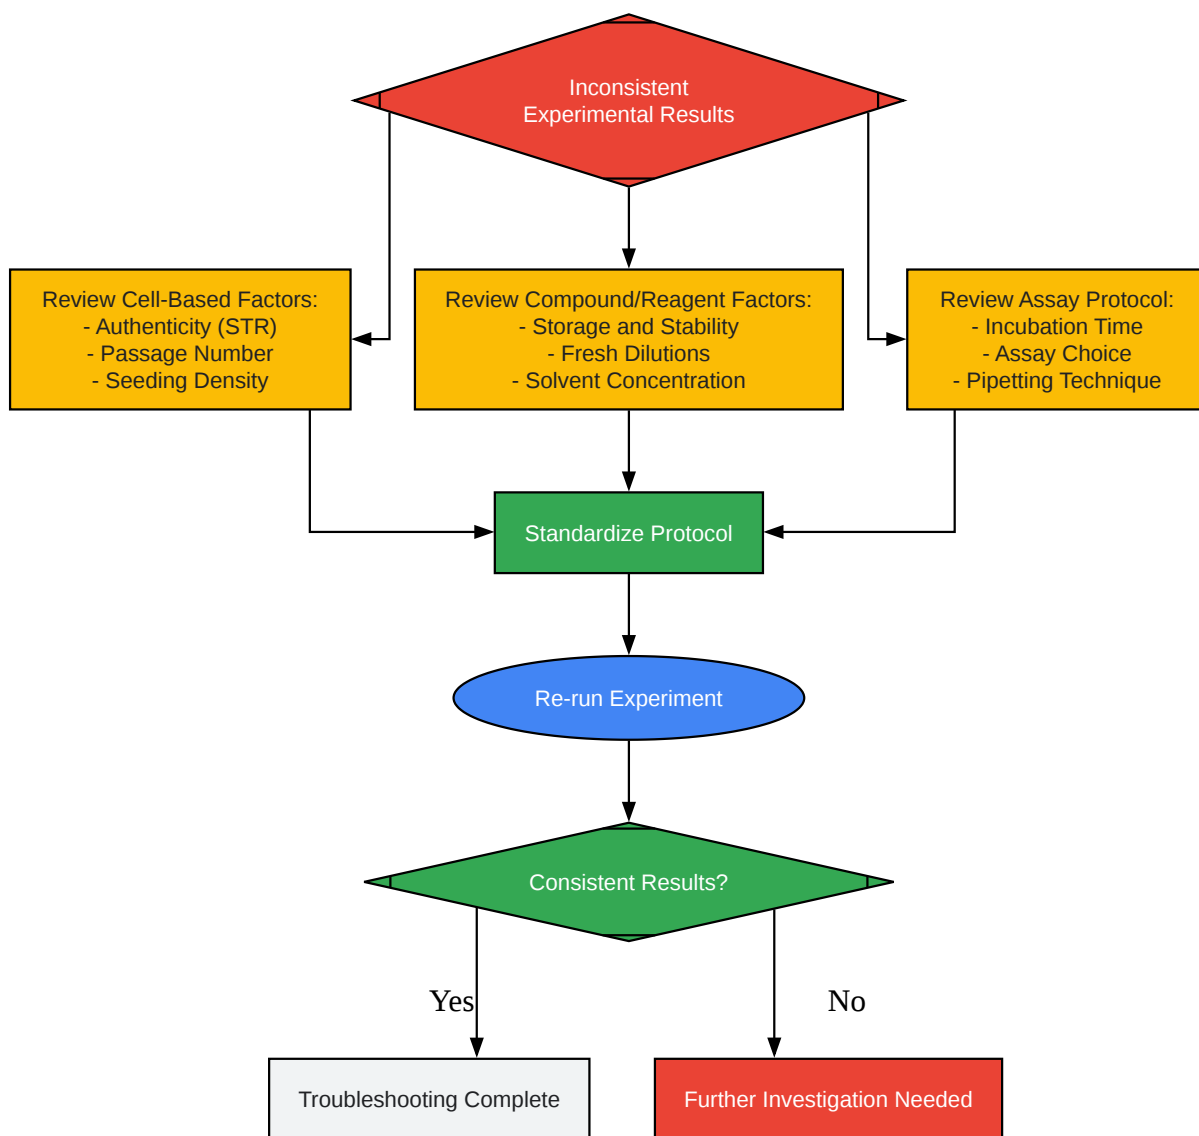 Inconsistent
Experimental Results
Review Cell-Based Factors:
- Authenticity (STR)
- Passage Number
- Seeding Density
Review Compound/Reagent Factors:
- Storage and Stability
- Fresh Dilutions
- Solvent Concentration
Review Assay Protocol:
- Incubation Time
- Assay Choice
- Pipetting Technique
Standardize Protocol
Re-run Experiment
Consistent Results?
Yes
No
Troubleshooting Complete
Further Investigation Needed